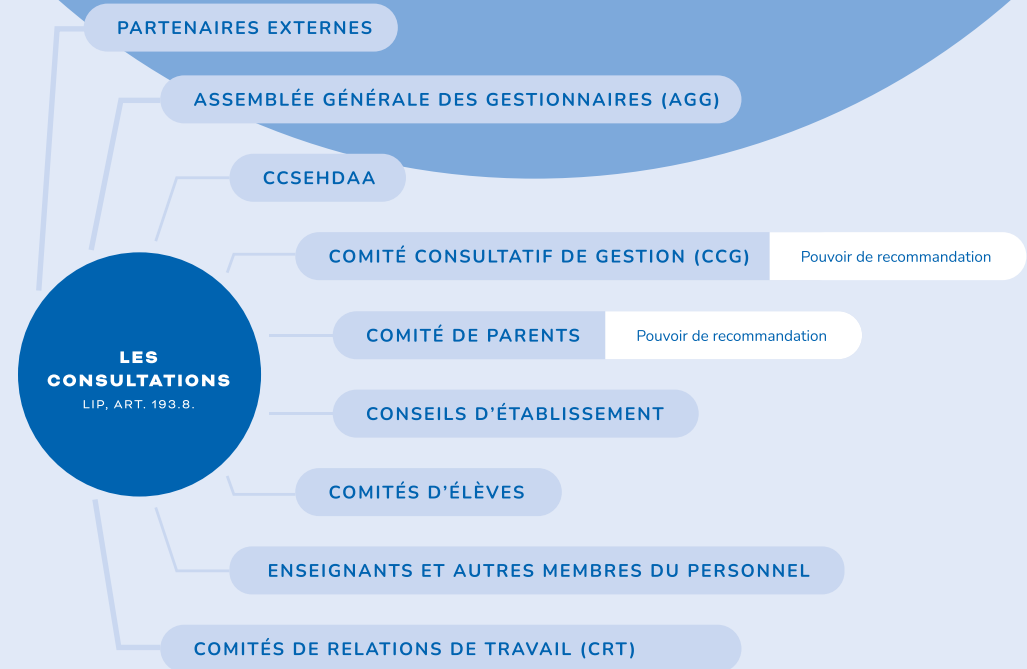 PARTENAIRES EXTERNES
ASSEMBLÉE GÉNÉRALE DES GESTIONNAIRES (AGG)
CCSEHDAA
COMITÉ CONSULTATIF DE GESTION (CCG) Pouvoir de recommandation
COMITÉ DE PARENTS Pouvoir de recommandation
LES
CONSULTATIONS
LIP, ART. 193.8.
CONSEILS D'ÉTABLISSEMENT
COMITÉS D'ÉLÈVES
ENSEIGNANTS ET AUTRES MEMBRES DU PERSONNEL
COMITÉS DE RELATIONS DE TRAVAIL (CRT)